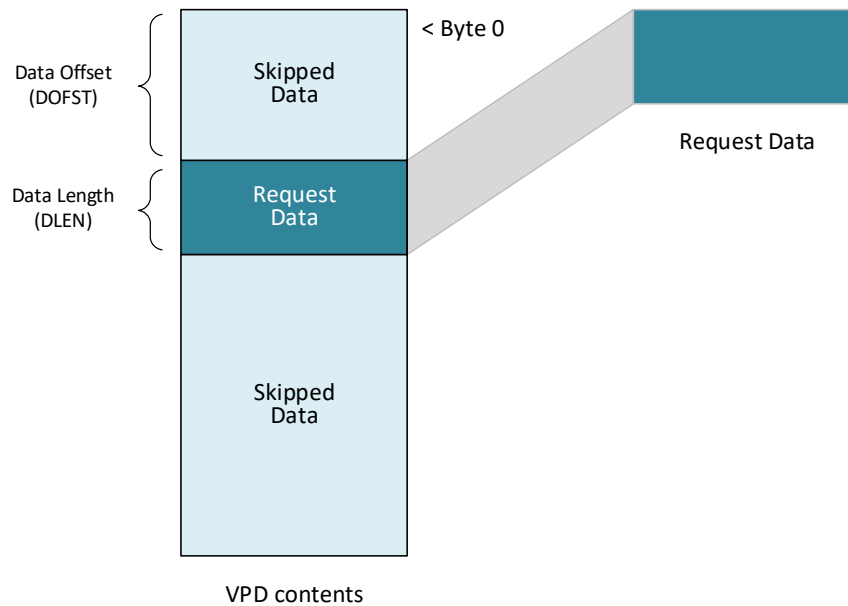 < Byte 0
Data Offset
(DOFST)
Skipped
Data
Request Data
Data Length
(DLEN)
Request
Data
Skipped
Data
VPD contents